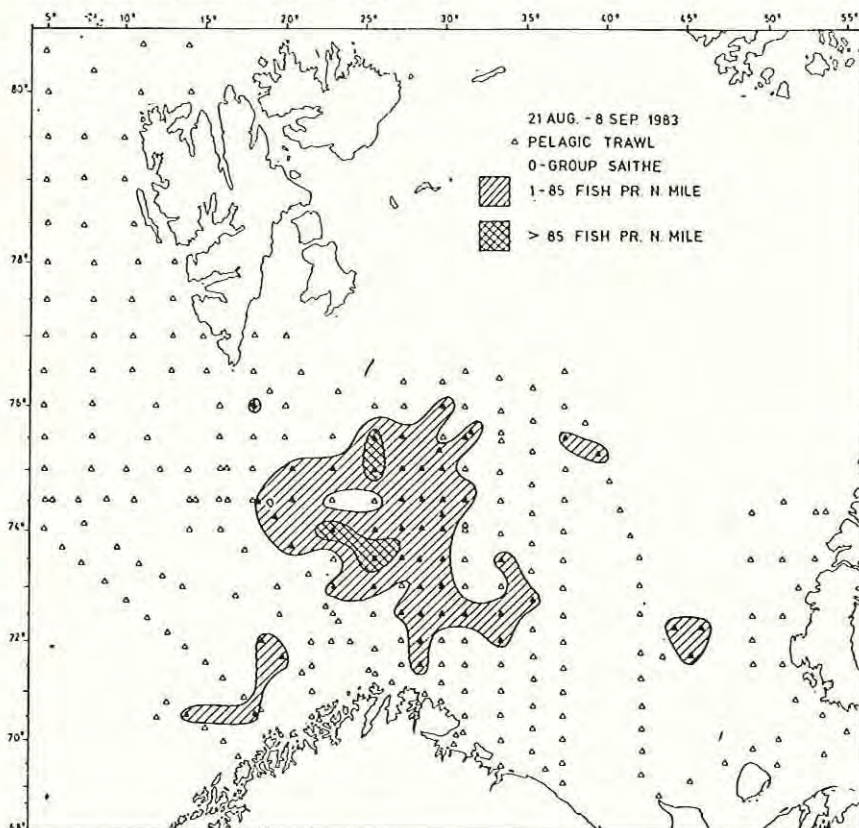 5° 10° 15° 20° 25° 30° 35° 40° 45° 50° 55°
80°
21 AUG. - 8 SEP. 1983
PELAGIC TRAWL
0-GROUP SAITHE
1-85 FISH PR. N. MILE
> 85 FISH PR. N. MILE
78°
76°
74°
72°
70°